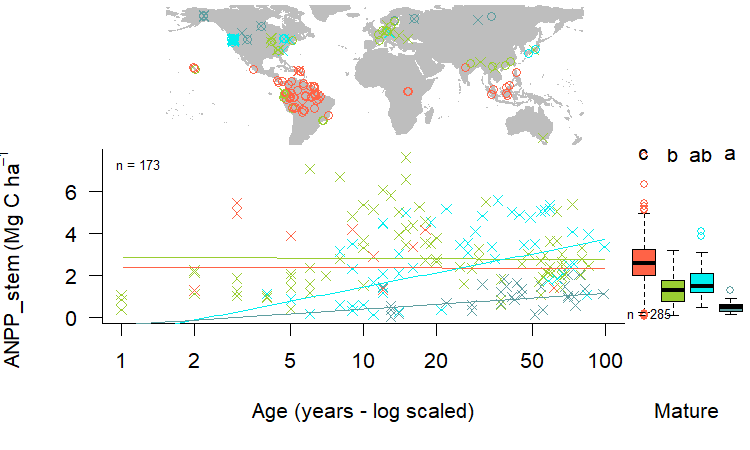 c b ab a
n = 173
ANPP_stem (Mg C ha⁻¹
6
4
2
0
n = 285
1 2 5 10 20 50 100
Age (years - log scaled) Mature